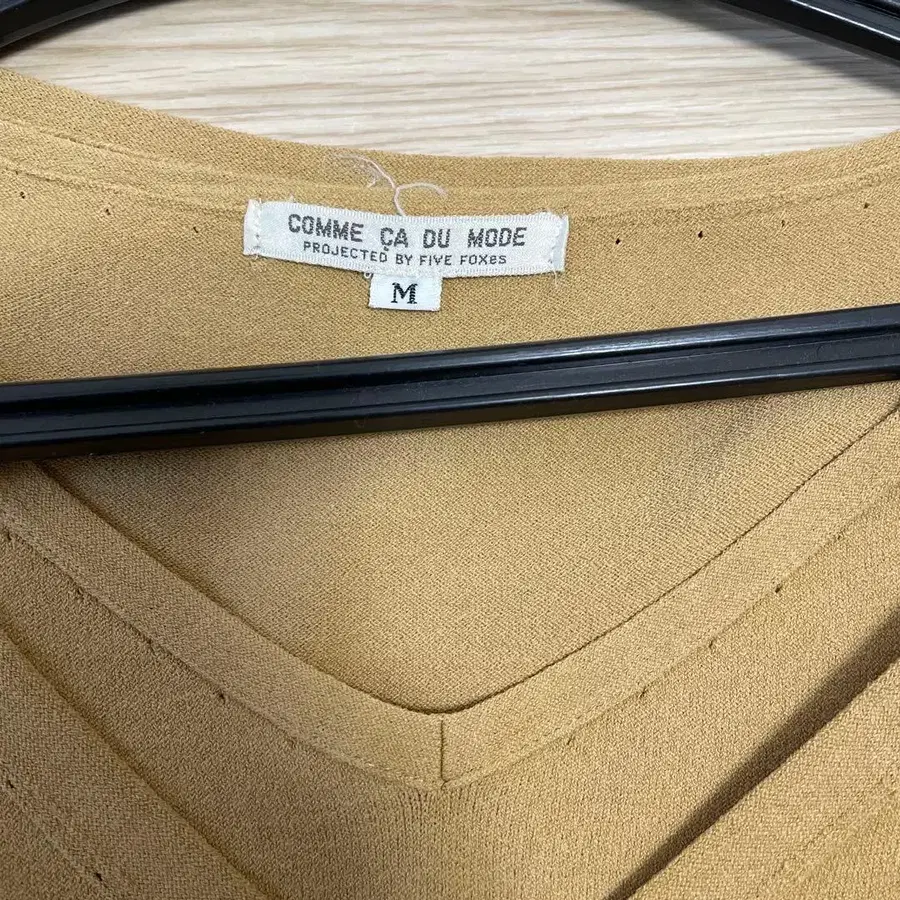 COMME ÇA DU MODE
PROJECTED BY FIVE FOXes
M